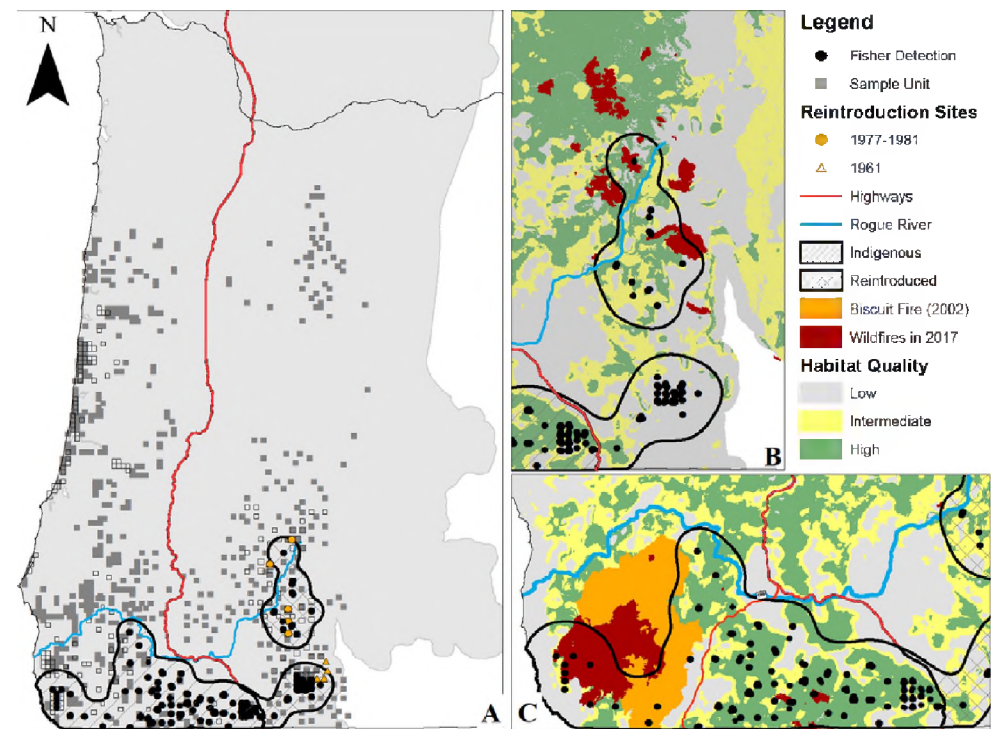 N
A
B
C
Legend
Fisher Detection
Sample Unit
Reintroduction Sites
1977-1981
1961
Highways
Rogue River
Indigenous
Reintroduced
Biscuit Fire (2002)
Wildfires in 2017
Habitat Quality
Low
Intermediate
High